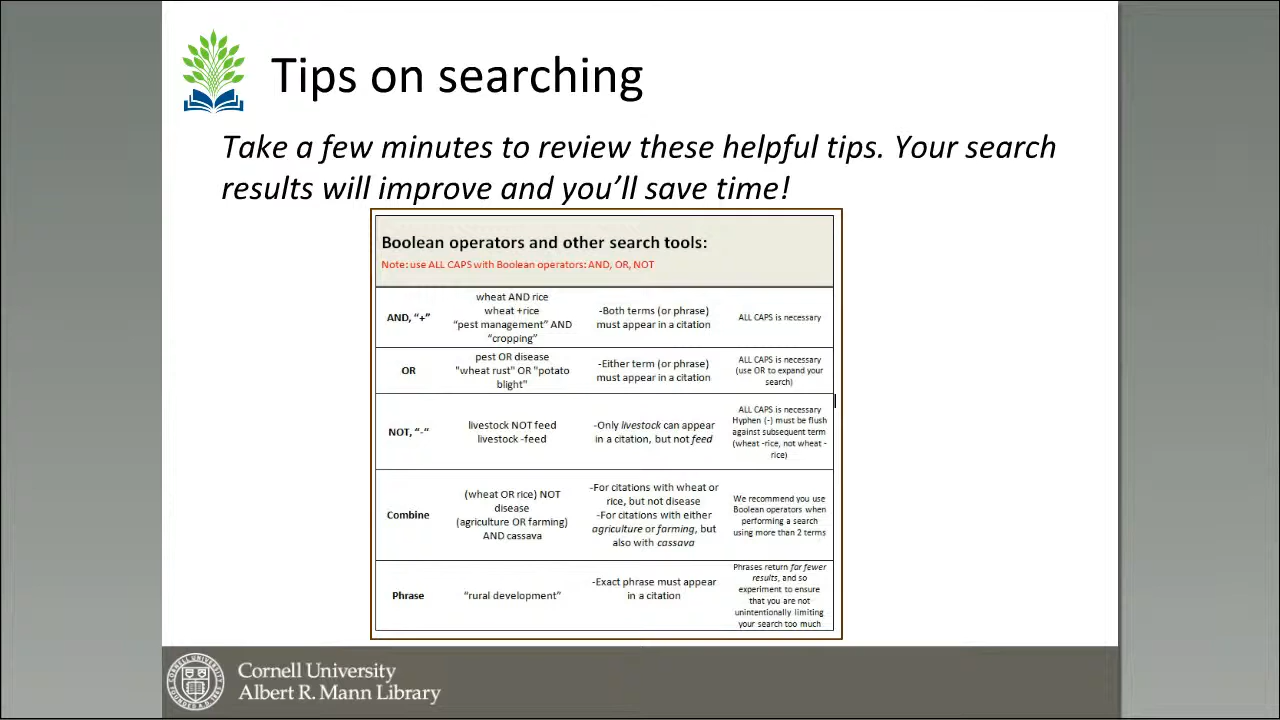 Tips on searching
Take a few minutes to review these helpful tips. Your search
results will improve and you'll save time!
Boolean operators and other search tools:
Note: use ALL CAPS with Boolean operators: AND, OR, NOT
AND, "+"
wheat AND rice
wheat +rice
"pest management" AND
"cropping"
-Both terms (or phrase)
must appear in a citation
ALL CAPS is necessary
OR
pest OR disease
"wheat rust" OR "potato
blight"
-Either term (or phrase)
must appear in a citation
ALL CAPS is necessary
(use OR to expand your
search)
NOT, "-"
livestock NOT feed
livestock -feed
-Only livestock can appear
in a citation, but not feed
ALL CAPS is necessary
Hyphen (-) must be flush
against subsequent term
(wheat -rice, not wheat -
rice)
Combine
(wheat OR rice) NOT
disease
(agriculture OR farming)
AND cassava
-For citations with wheat or
rice, but not disease
-For citations with either
agriculture or farming, but
also with cassava
We recommend you use
Boolean operators when
performing a search
using more than 2 terms
Phrase
"rural development"
-Exact phrase must appear
in a citation
Phrases return far fewer
results, and so
experiment to ensure
that you are not
unintentionally limiting
your search too much
Cornell University
Albert R. Mann Library